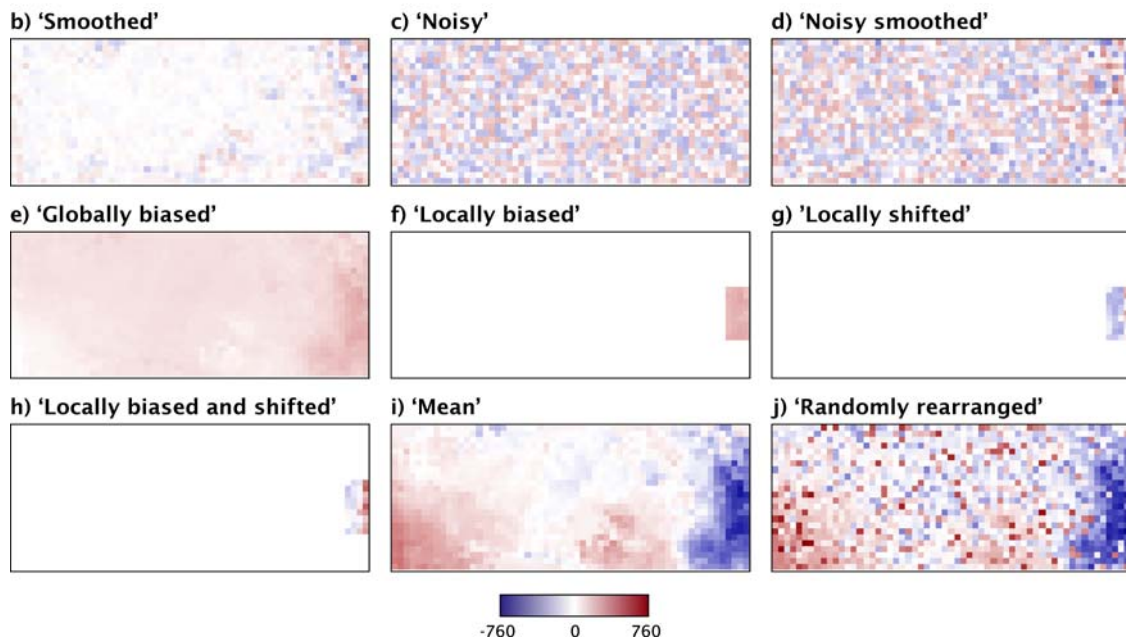 b) ‘Smoothed’
c) ‘Noisy’
d) ‘Noisy smoothed’
e) ‘Globally biased’
f) ‘Locally biased’
g) ’Locally shifted’
h) ‘Locally biased and shifted’
i) ‘Mean’
j) ‘Randomly rearranged’
-760 0 760